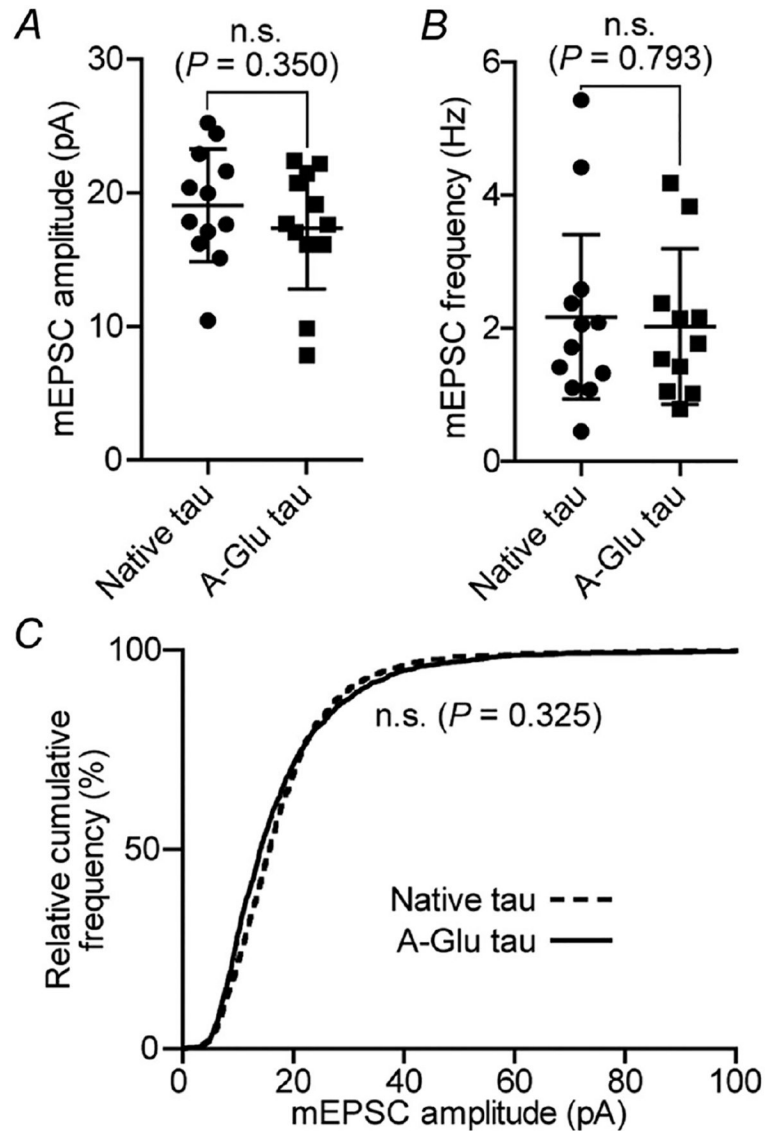 A
n.s.
(P = 0.350)
mEPSC amplitude (pA)
30
20
10
0
Native tau
A-Glu tau
B
n.s.
(P = 0.793)
mEPSC frequency (Hz)
6
4
2
0
Native tau
A-Glu tau
C
Relative cumulative
frequency (%)
100
50
0
n.s. (P = 0.325)
Native tau
A-Glu tau
0 20 40 60 80 100
mEPSC amplitude (pA)